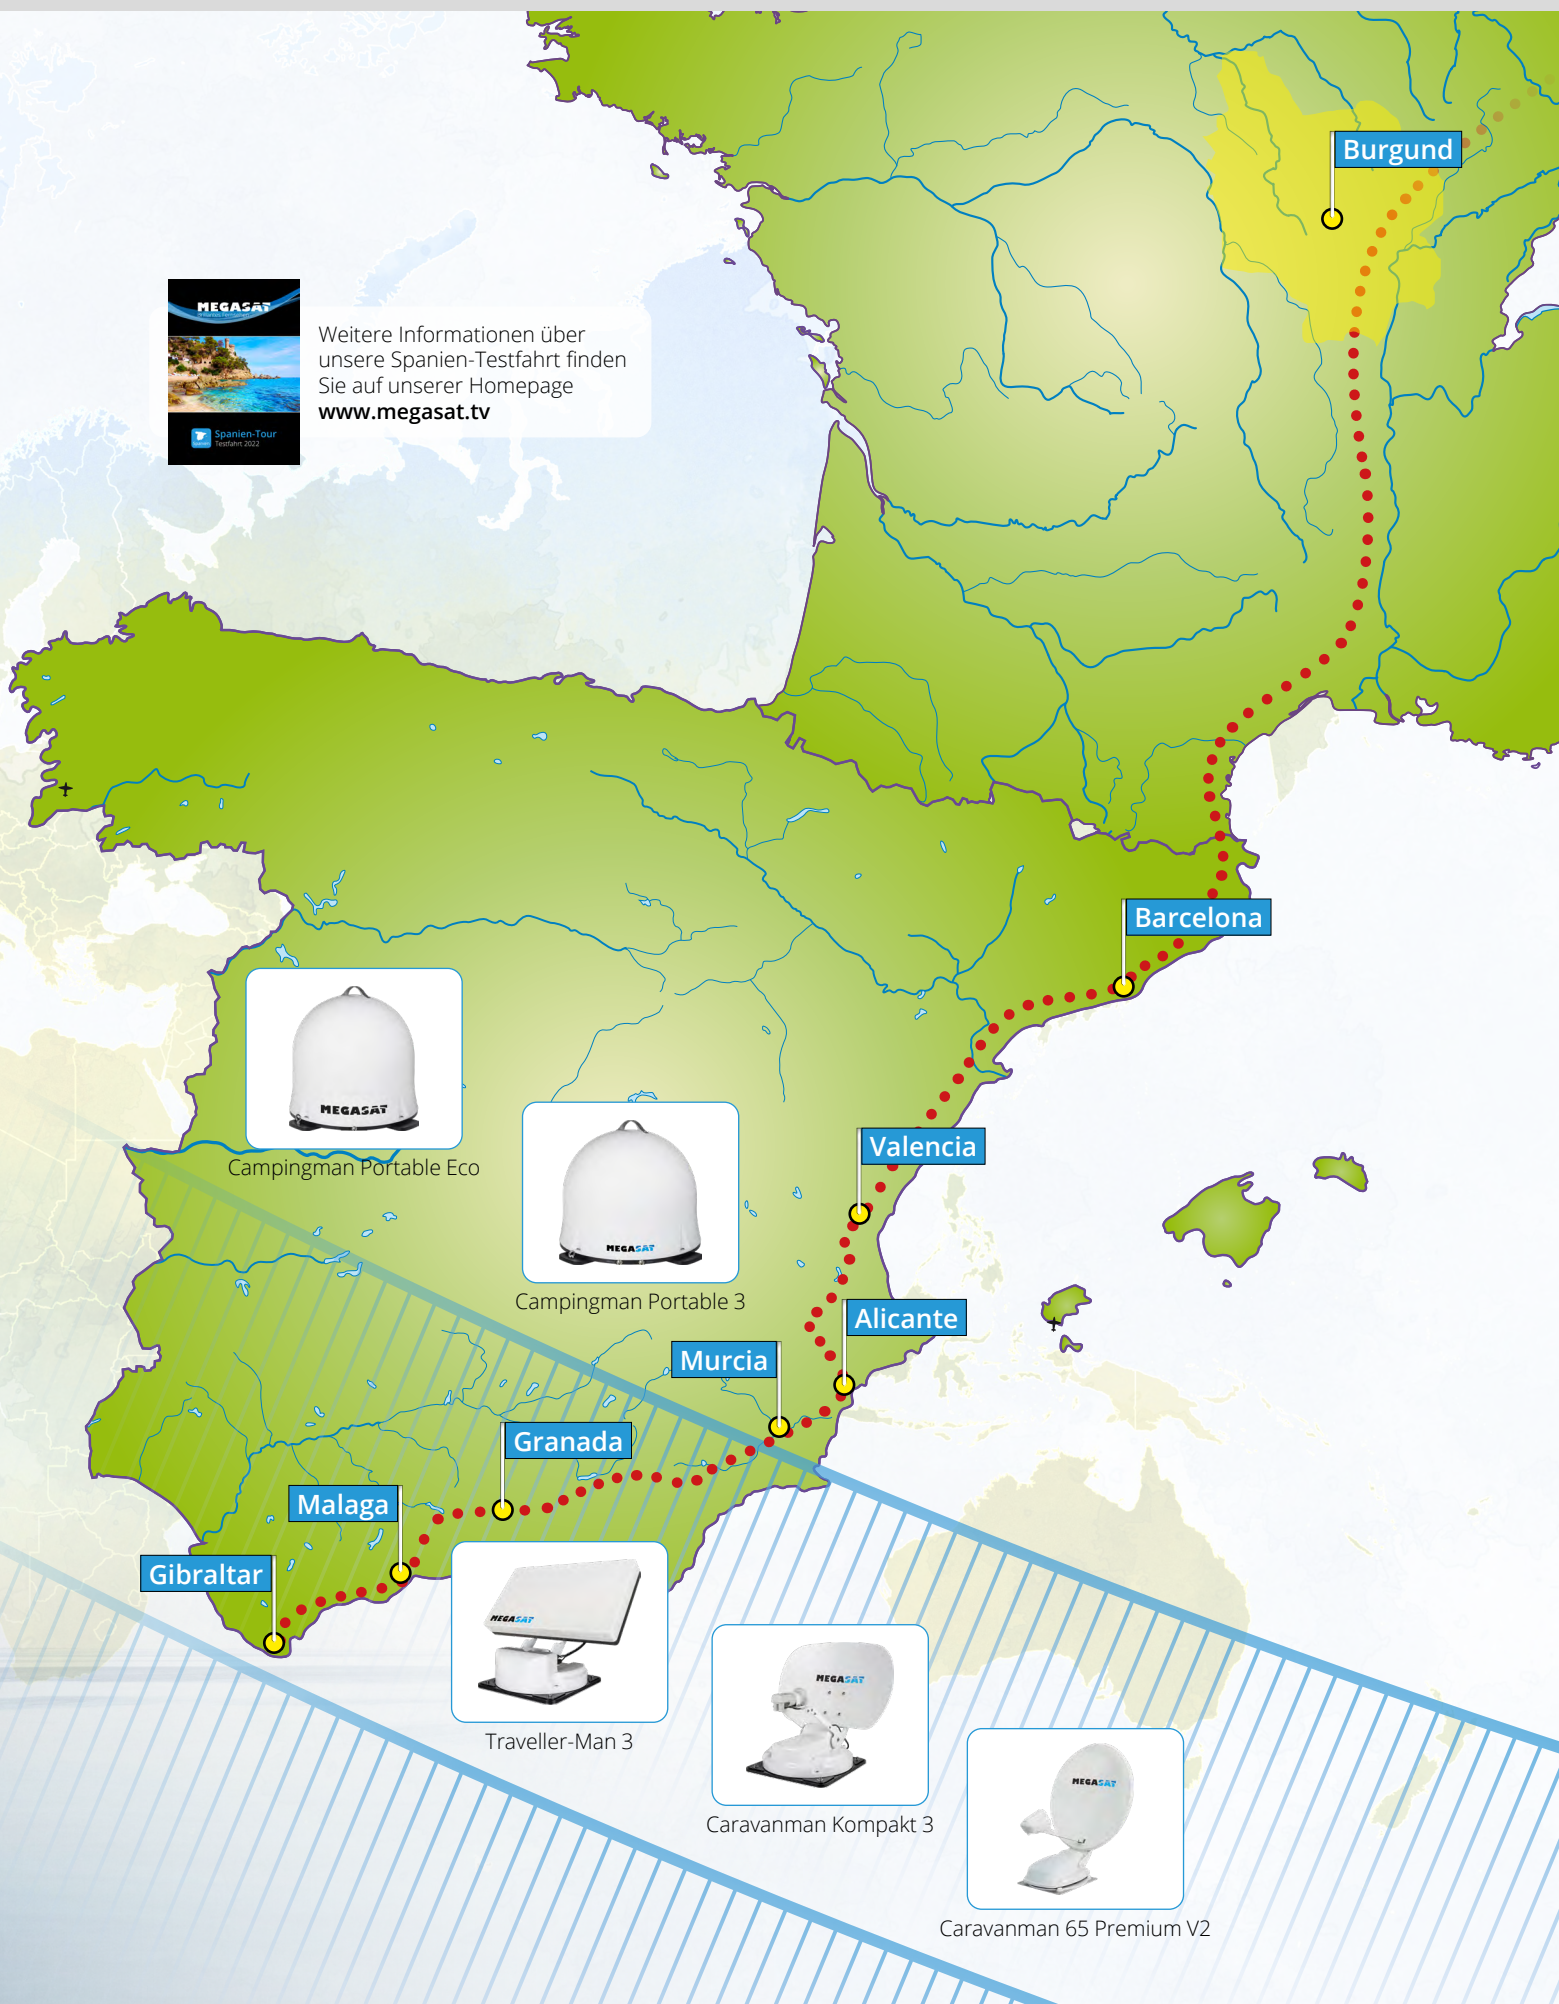 Burgund
MEGASAT
Weitere Informationen über
unsere Spanien-Testfahrt finden
Sie auf unserer Homepage
www.megasat.tv
Spanien-Tour
Testfahrt 2022
Barcelona
MEGASAT
Campingman Portable Eco
Valencia
MEGASAT
Campingman Portable 3
Alicante
Murcia
Granada
Malaga
Gibraltar
MEGASAT
Traveller-Man 3
MEGASAT
Caravanman Kompakt 3
MEGASAT
Caravanman 65 Premium V2